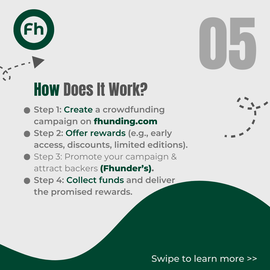 Fh
05
How Does It Work?
Step 1: Create a crowdfunding
campaign on fhunding.com
Step 2: Offer rewards (e.g., early
access, discounts, limited editions).
Step 3: Promote your campaign &
attract backers (Fhunder's).
Step 4: Collect funds and deliver
the promised rewards.
Swipe to learn more >>